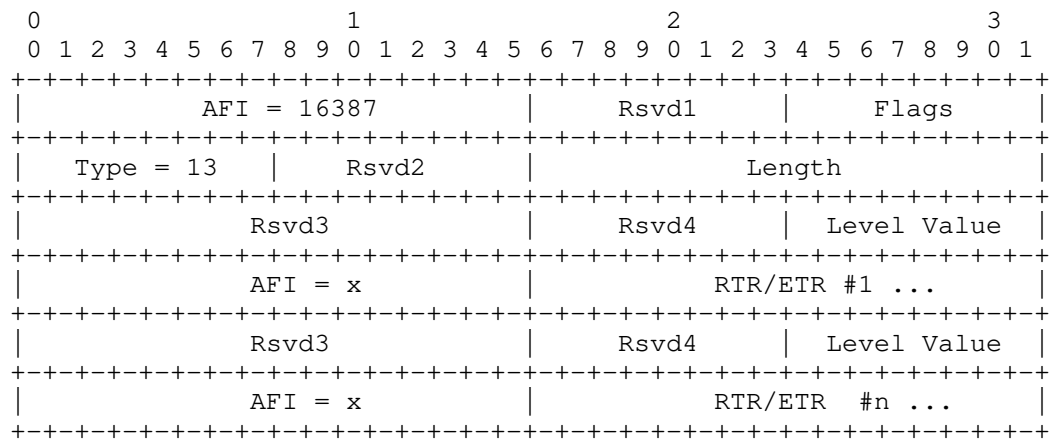 0                   1                   2                   3
 0 1 2 3 4 5 6 7 8 9 0 1 2 3 4 5 6 7 8 9 0 1 2 3 4 5 6 7 8 9 0 1
+-+-+-+-+-+-+-+-+-+-+-+-+-+-+-+-+-+-+-+-+-+-+-+-+-+-+-+-+-+-+-+-+
|           AFI = 16387         |     Rsvd1     |     Flags     |
+-+-+-+-+-+-+-+-+-+-+-+-+-+-+-+-+-+-+-+-+-+-+-+-+-+-+-+-+-+-+-+-+
|   Type = 13   |    Rsvd2      |             Length            |
+-+-+-+-+-+-+-+-+-+-+-+-+-+-+-+-+-+-+-+-+-+-+-+-+-+-+-+-+-+-+-+-+
|              Rsvd3            |     Rsvd4     |  Level Value  |
+-+-+-+-+-+-+-+-+-+-+-+-+-+-+-+-+-+-+-+-+-+-+-+-+-+-+-+-+-+-+-+-+
|              AFI = x          |           RTR/ETR #1 ...      |
+-+-+-+-+-+-+-+-+-+-+-+-+-+-+-+-+-+-+-+-+-+-+-+-+-+-+-+-+-+-+-+-+
|              Rsvd3            |     Rsvd4     |  Level Value  |
+-+-+-+-+-+-+-+-+-+-+-+-+-+-+-+-+-+-+-+-+-+-+-+-+-+-+-+-+-+-+-+-+
|              AFI = x          |           RTR/ETR  #n ...     |
+-+-+-+-+-+-+-+-+-+-+-+-+-+-+-+-+-+-+-+-+-+-+-+-+-+-+-+-+-+-+-+-+